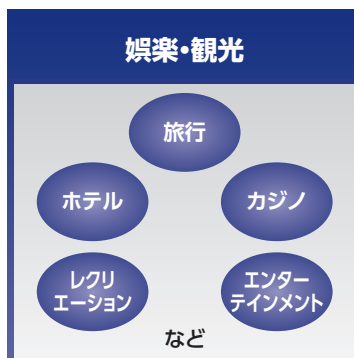 娯楽・観光
旅行
ホテル
カジノ
レクリ
エーション
エンター
テインメント
など